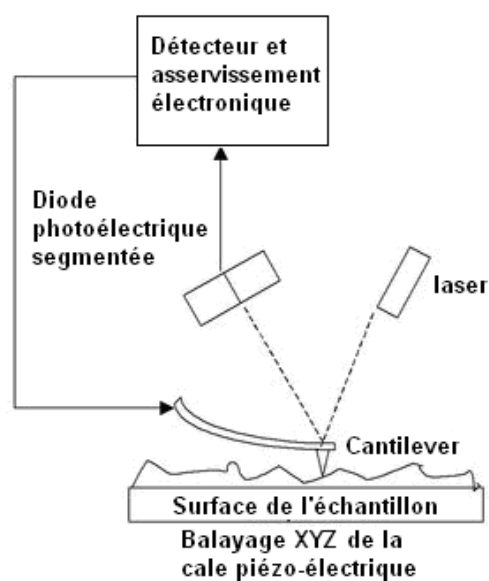 Détecteur et
asservissement
électronique
Diode
photoélectrique
segmentée
laser
Cantilever
Surface de l'échantillon
Balayage XYZ de la
cale piézo-électrique